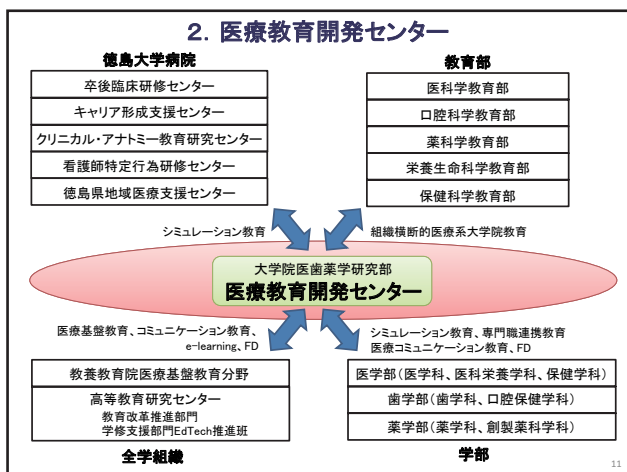 2. 医療教育開発センター
徳島大学病院
卒後臨床研修センター
キャリア形成支援センター
クリニカル・アナトミー教育研究センター
看護師特定行為研修センター
徳島県地域医療支援センター
教育部
医科学教育部
口腔科学教育部
薬科学教育部
栄養生命科学教育部
保健科学教育部
シミュレーション教育
組織横断的医療系大学院教育
大学院医歯薬学研究部
医療教育開発センター
医療基盤教育、コミュニケーション教育、
e-learning、FD
シミュレーション教育、専門職連携教育
医療コミュニケーション教育、FD
教養教育院医療基盤教育分野
高等教育研究センター
教育改革推進部門
学修支援部門EdTech推進班
全学組織
医学部(医学科、医科栄養学科、保健学科)
歯学部(歯学科、口腔保健学科)
薬学部(薬学科、創製薬科学科)
学部
11